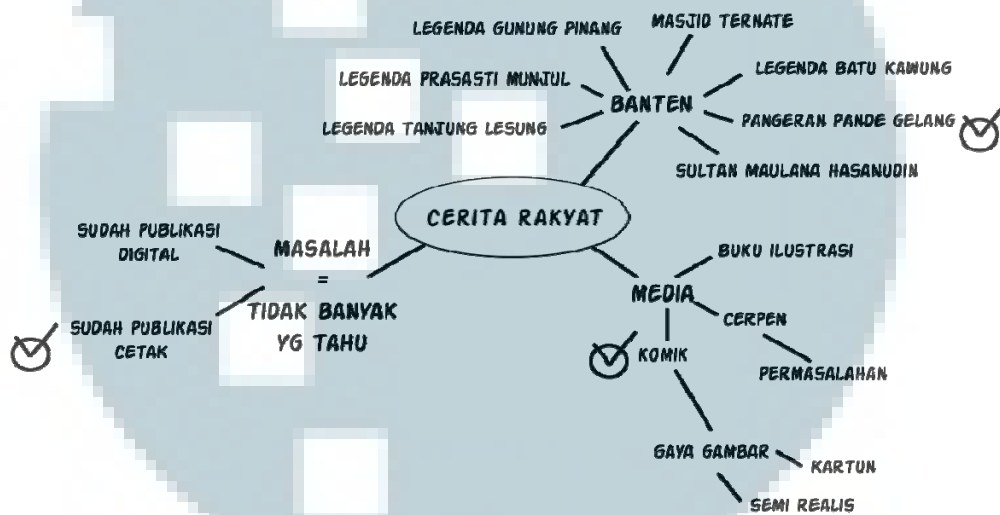 LEGENDA GUNUNG PINANG
MASJID TERNATE
LEGENDA PRASASTI MUNJUL
LEGENDA BATU KAWUNG
BANTEN
LEGENDA TANJUNG LESUNG
PANGERAN PANDE GELANG
SULTAN MAULANA HASANUDIN
CERITA RAKYAT
SUDAH PUBLIKASI
DIGITAL
MASALAH
=
TIDAK BANYAK
YG TAHU
SUDAH PUBLIKASI
CETAK
BUKU ILUSTRASI
MEDIA
CERPEN
KOMIK
PERMASALAHAN
GAYA GAMBAR
KARTUN
SEMI REALIS